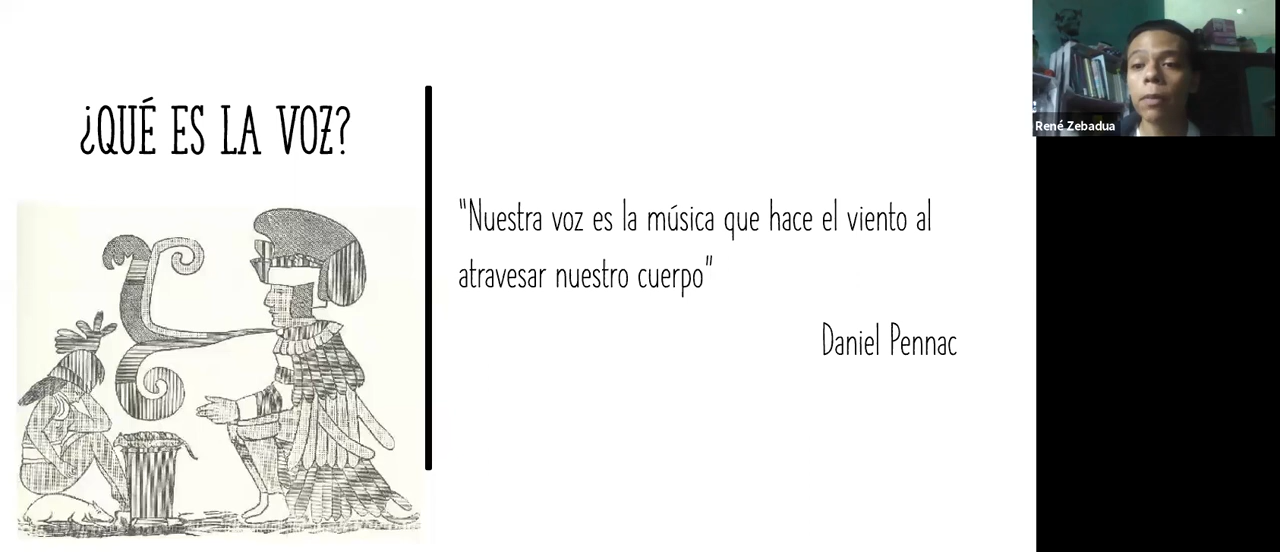 ¿QUÉ ES LA VOZ?
"Nuestra voz es la música que hace el viento al
atravesar nuestro cuerpo"
Daniel Pennac
René Zebadua